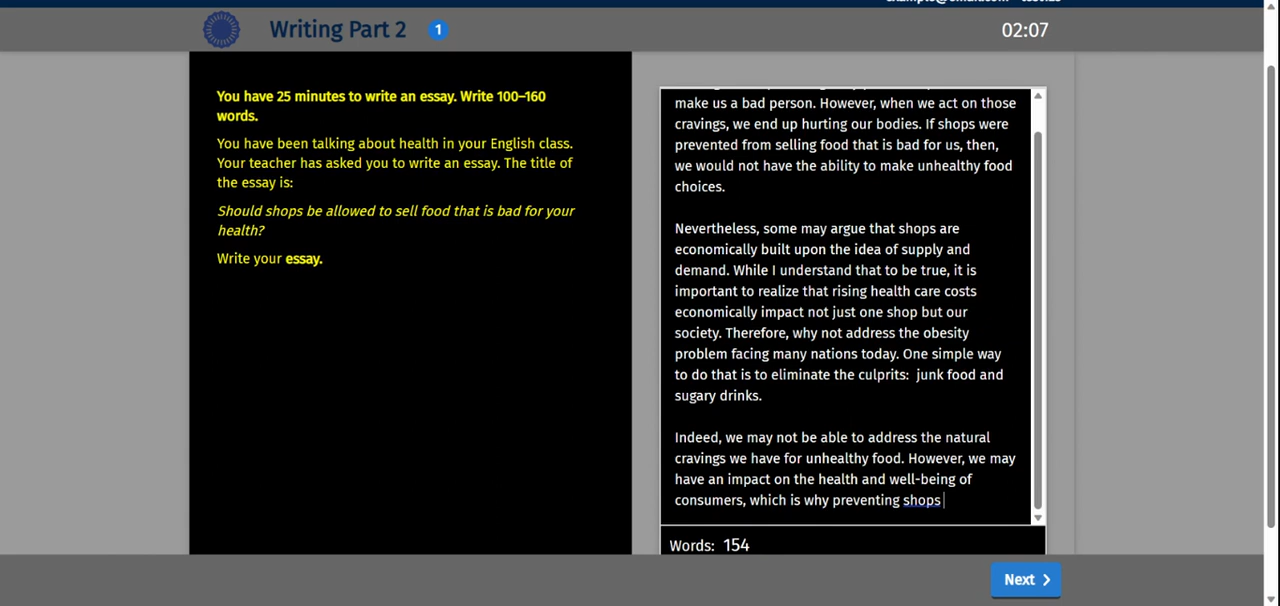 Writing Part 2
1
02:07
You have 25 minutes to write an essay. Write 100–160
words.
You have been talking about health in your English class.
Your teacher has asked you to write an essay. The title of
the essay is:
Should shops be allowed to sell food that is bad for your
health?
Write your essay.
make us a bad person. However, when we act on those
cravings, we end up hurting our bodies. If shops were
prevented from selling food that is bad for us, then,
we would not have the ability to make unhealthy food
choices.
Nevertheless, some may argue that shops are
economically built upon the idea of supply and
demand. While I understand that to be true, it is
important to realize that rising health care costs
economically impact not just one shop but our
society. Therefore, why not address the obesity
problem facing many nations today. One simple way
to do that is to eliminate the culprits:  junk food and
sugary drinks.
Indeed, we may not be able to address the natural
cravings we have for unhealthy food. However, we may
have an impact on the health and well-being of
consumers, which is why preventing shops
Words: 154
Next